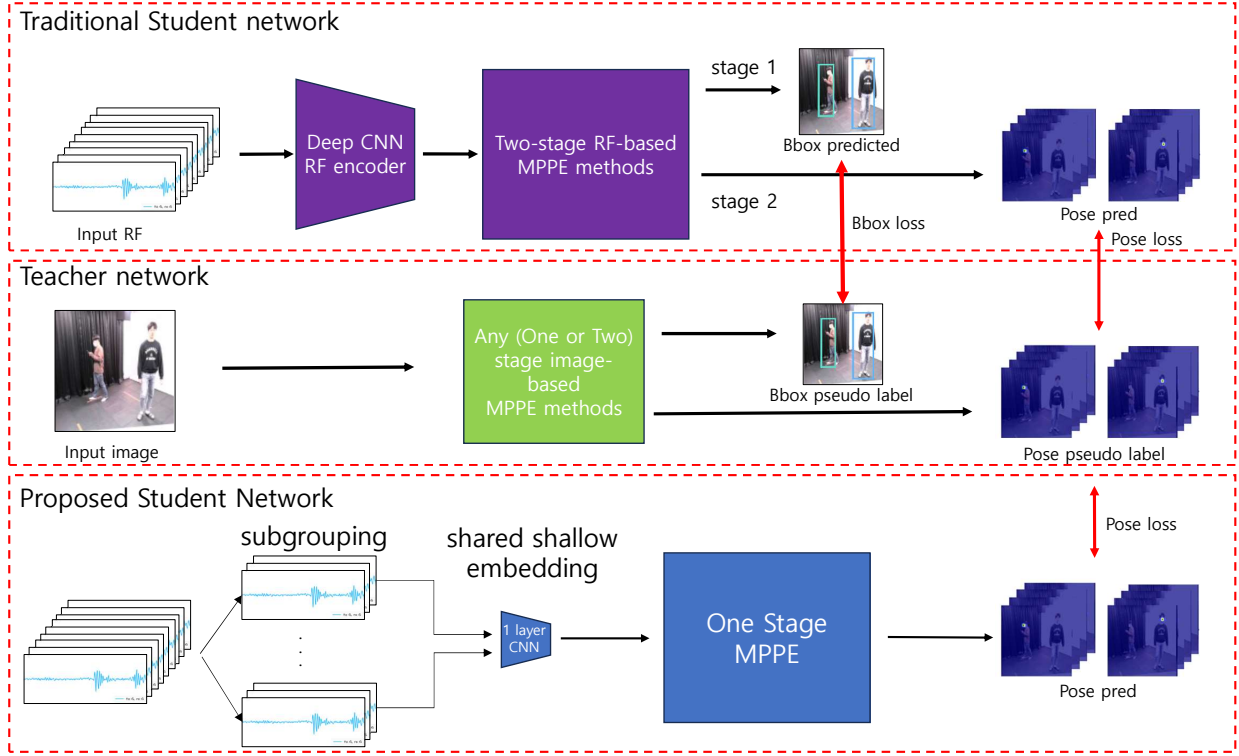 Traditional Student network
stage 1
Deep CNN
RF encoder
Two-stage RF-based
MPPE methods
Bbox predicted
stage 2
Input RF
Pose pred
Bbox loss
Pose loss
Teacher network
Any (One or Two)
stage image-
based
MPPE methods
Bbox pseudo label
Input image
Pose pseudo label
Proposed Student Network
subgrouping
shared shallow
embedding
Pose loss
1 layer
CNN
One Stage
MPPE
Pose pred